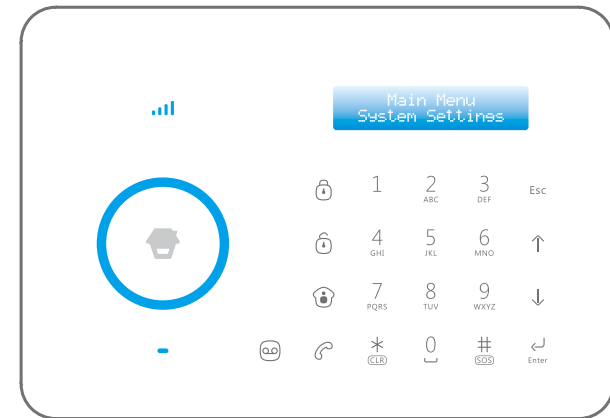 Main Menu
System Settings
1 2 3 Esc
ABC DEF
4 5 6
GHI JKL MNO
7 8 9
PQRS TUV WXYZ
* 0 #
(CLR) (SOS) Enter